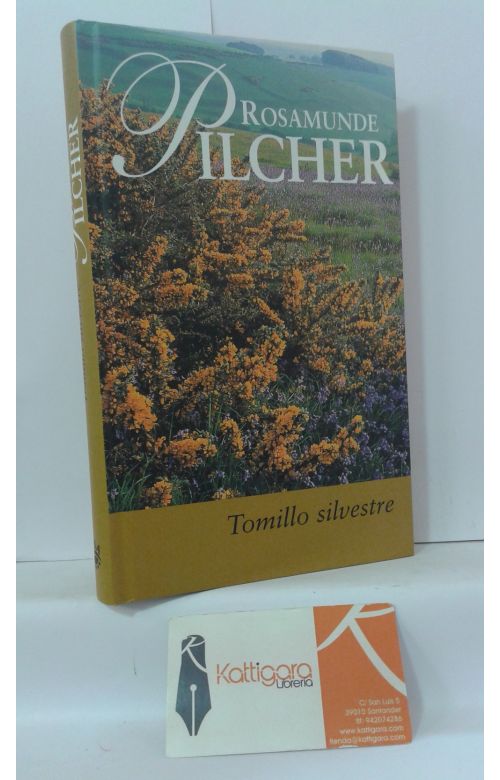 ROSAMUNDE
PILCHER
PILCHER
Tomillo silvestre
Kattigara
Librería
C/ San Luis 5
39010 Santander
tlf: 942074286
www.kattigara.com
tienda@kattigara.com